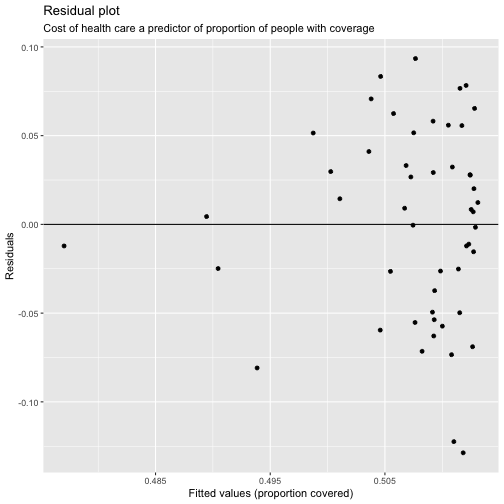 Residual plot
Cost of health care a predictor of proportion of people with coverage
0.10
0.05
0.00
-0.05
-0.10
Residuals
0.485
0.495
0.505
Fitted values (proportion covered)